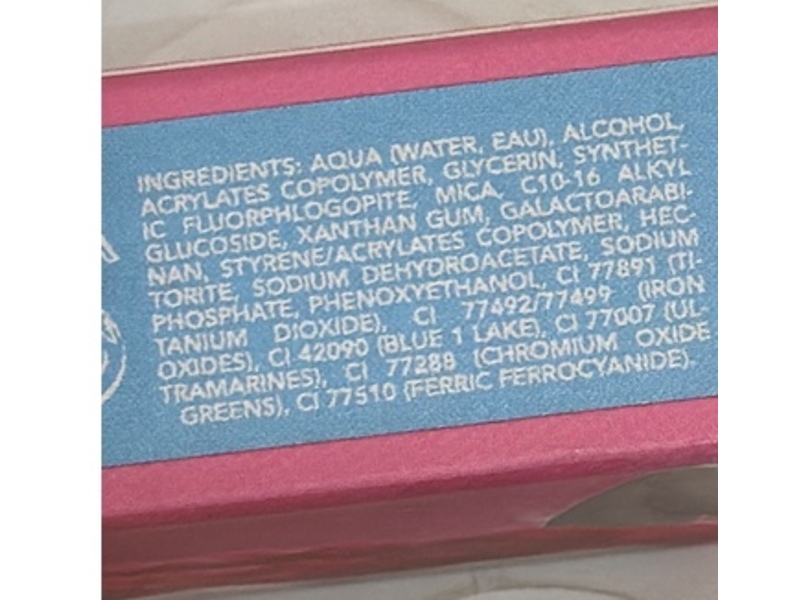 INGREDIENTS: AQUA (WATER, EAU), ALCOHOL,
ACRYLATES COPOLYMER, GLYCERIN, SYNTHET-
IC FLUORPHLOGOPITE, MICA, C10-16 ALKYL
GLUCOSIDE, XANTHAN GUM, GALACTOARABI-
NAN, STYRENE/ACRYLATES COPOLYMER, HEC-
TORITE, SODIUM DEHYDROACETATE, SODIUM
PHOSPHATE, PHENOXYETHANOL, CI 77891 (TI-
TANIUM DIOXIDE), CI 77492/77499 (IRON
OXIDES), CI 42090 (BLUE 1 LAKE), CI 77007 (UL-
TRAMARINES), CI 77288 (CHROMIUM OXIDE
GREENS), CI 77510 (FERRIC FERROCYANIDE).